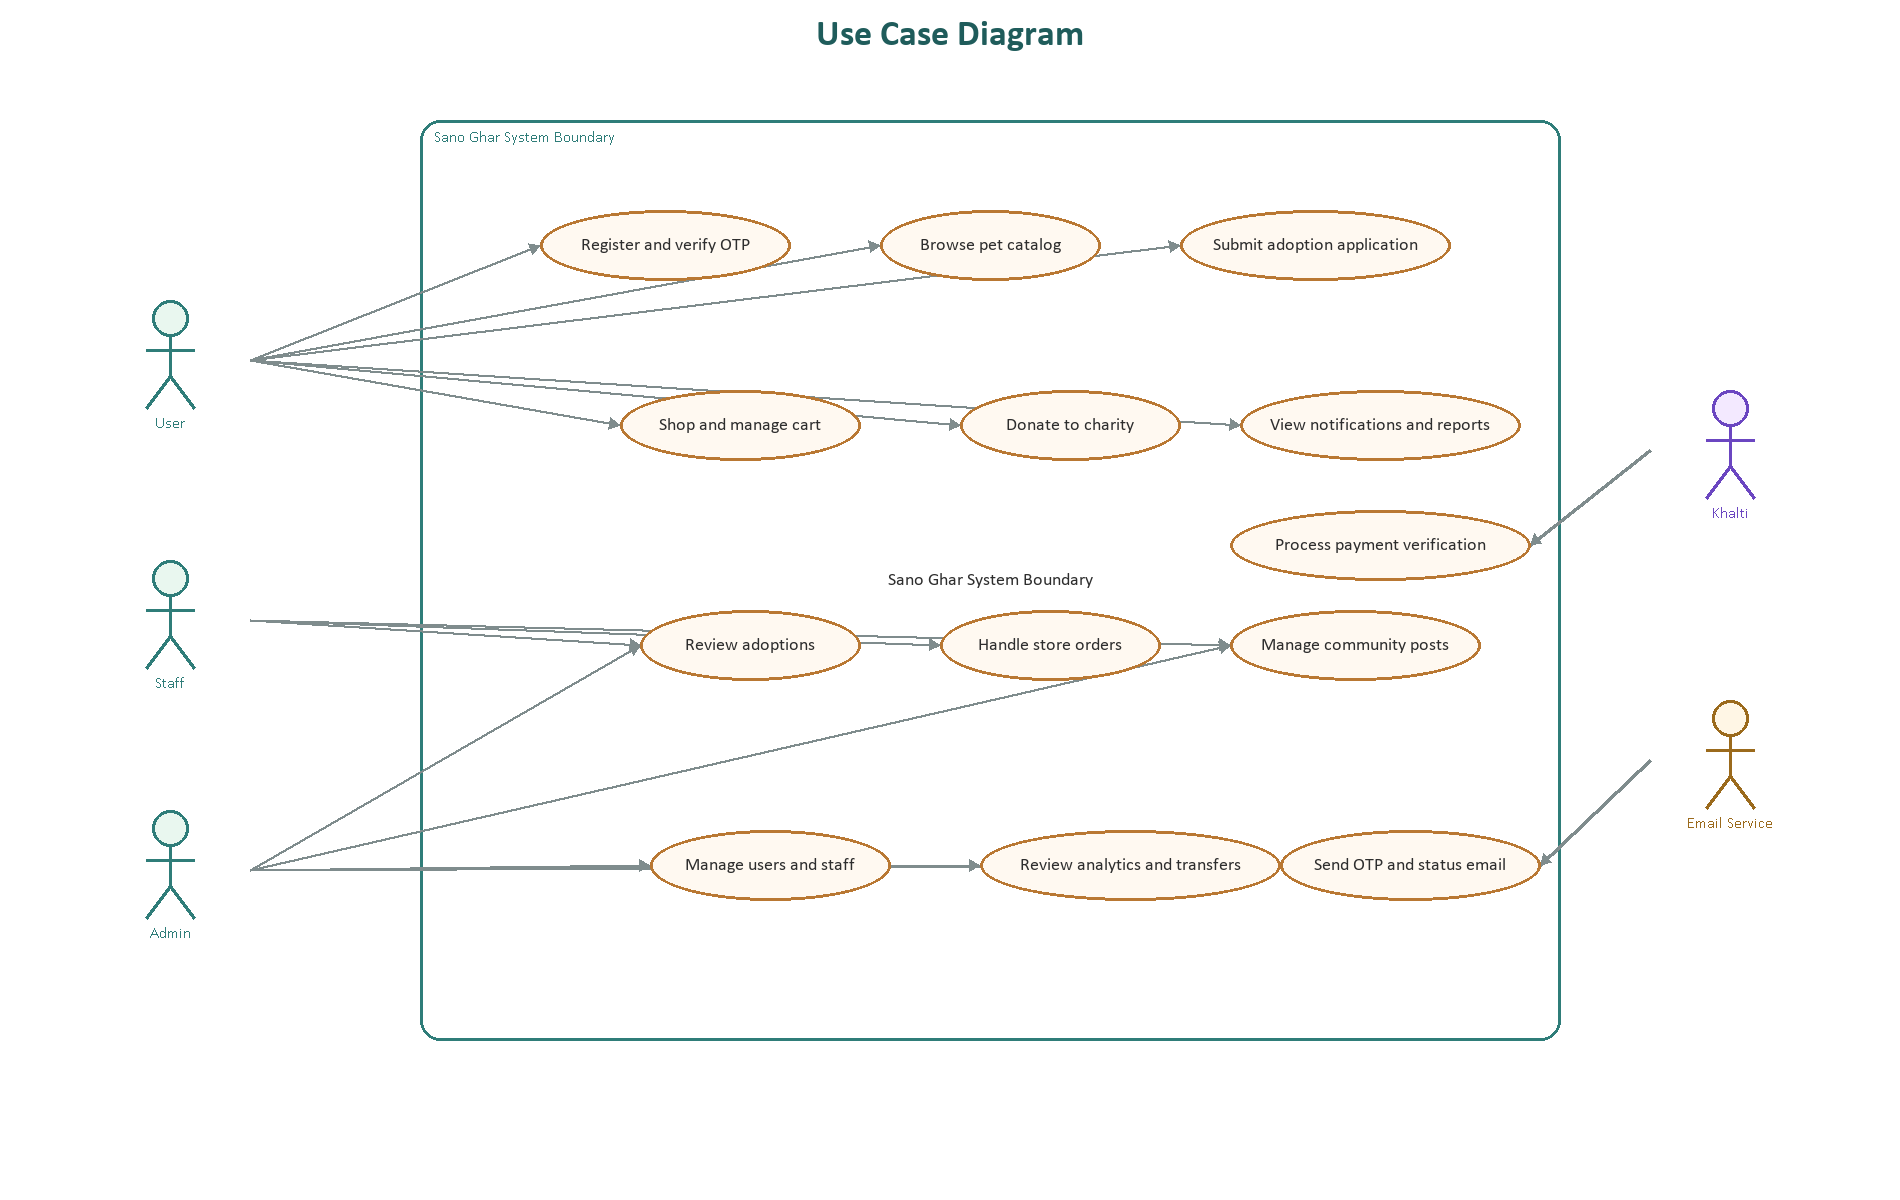 Use Case Diagram
Sano Ghar System Boundary
Register and verify OTP
Browse pet catalog
Submit adoption application
User
Shop and manage cart
Donate to charity
View notifications and reports
Khalti
Process payment verification
Sano Ghar System Boundary
Staff
Review adoptions
Handle store orders
Manage community posts
Email Service
Manage users and staff
Review analytics and transfers
Send OTP and status email
Admin